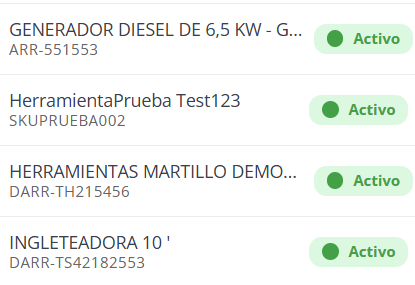 GENERADOR DIESEL DE 6,5 KW - G...
ARR-551553
Activo
HerramientaPrueba Test123
SKUPRUEBA002
Activo
HERRAMIENTAS MARTILLO DEMO...
DARR-TH215456
Activo
INGLETEADORA 10 '
DARR-TS42182553
Activo